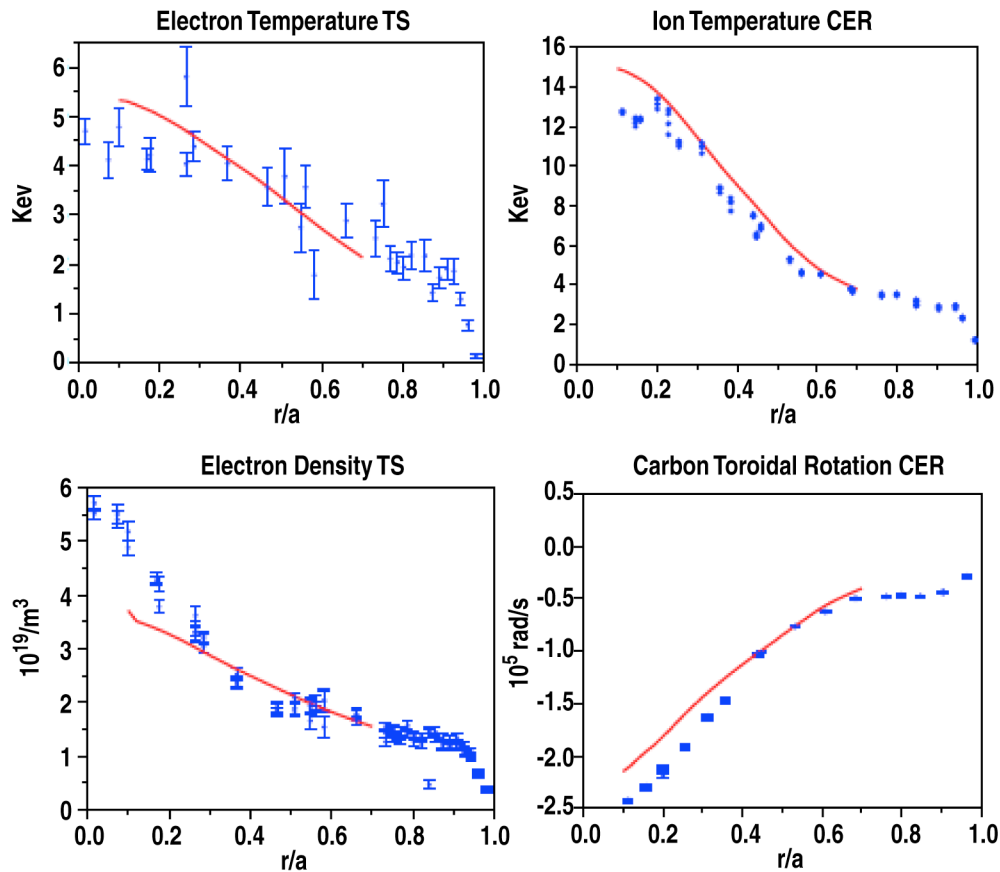 Electron Temperature TS
Kev
6
5
4
3
2
1
0
0.0 0.2 0.4 0.6 0.8 1.0
r/a
Ion Temperature CER
Kev
16
14
12
10
8
6
4
2
0
0.0 0.2 0.4 0.6 0.8 1.0
r/a
Electron Density TS
10¹⁹/m³
6
5
4
3
2
1
0
0.0 0.2 0.4 0.6 0.8 1.0
r/a
Carbon Toroidal Rotation CER
10⁵ rad/s
0.5
0.0
-0.5
-1.0
-1.5
-2.0
-2.5
0.0 0.2 0.4 0.6 0.8 1.0
r/a